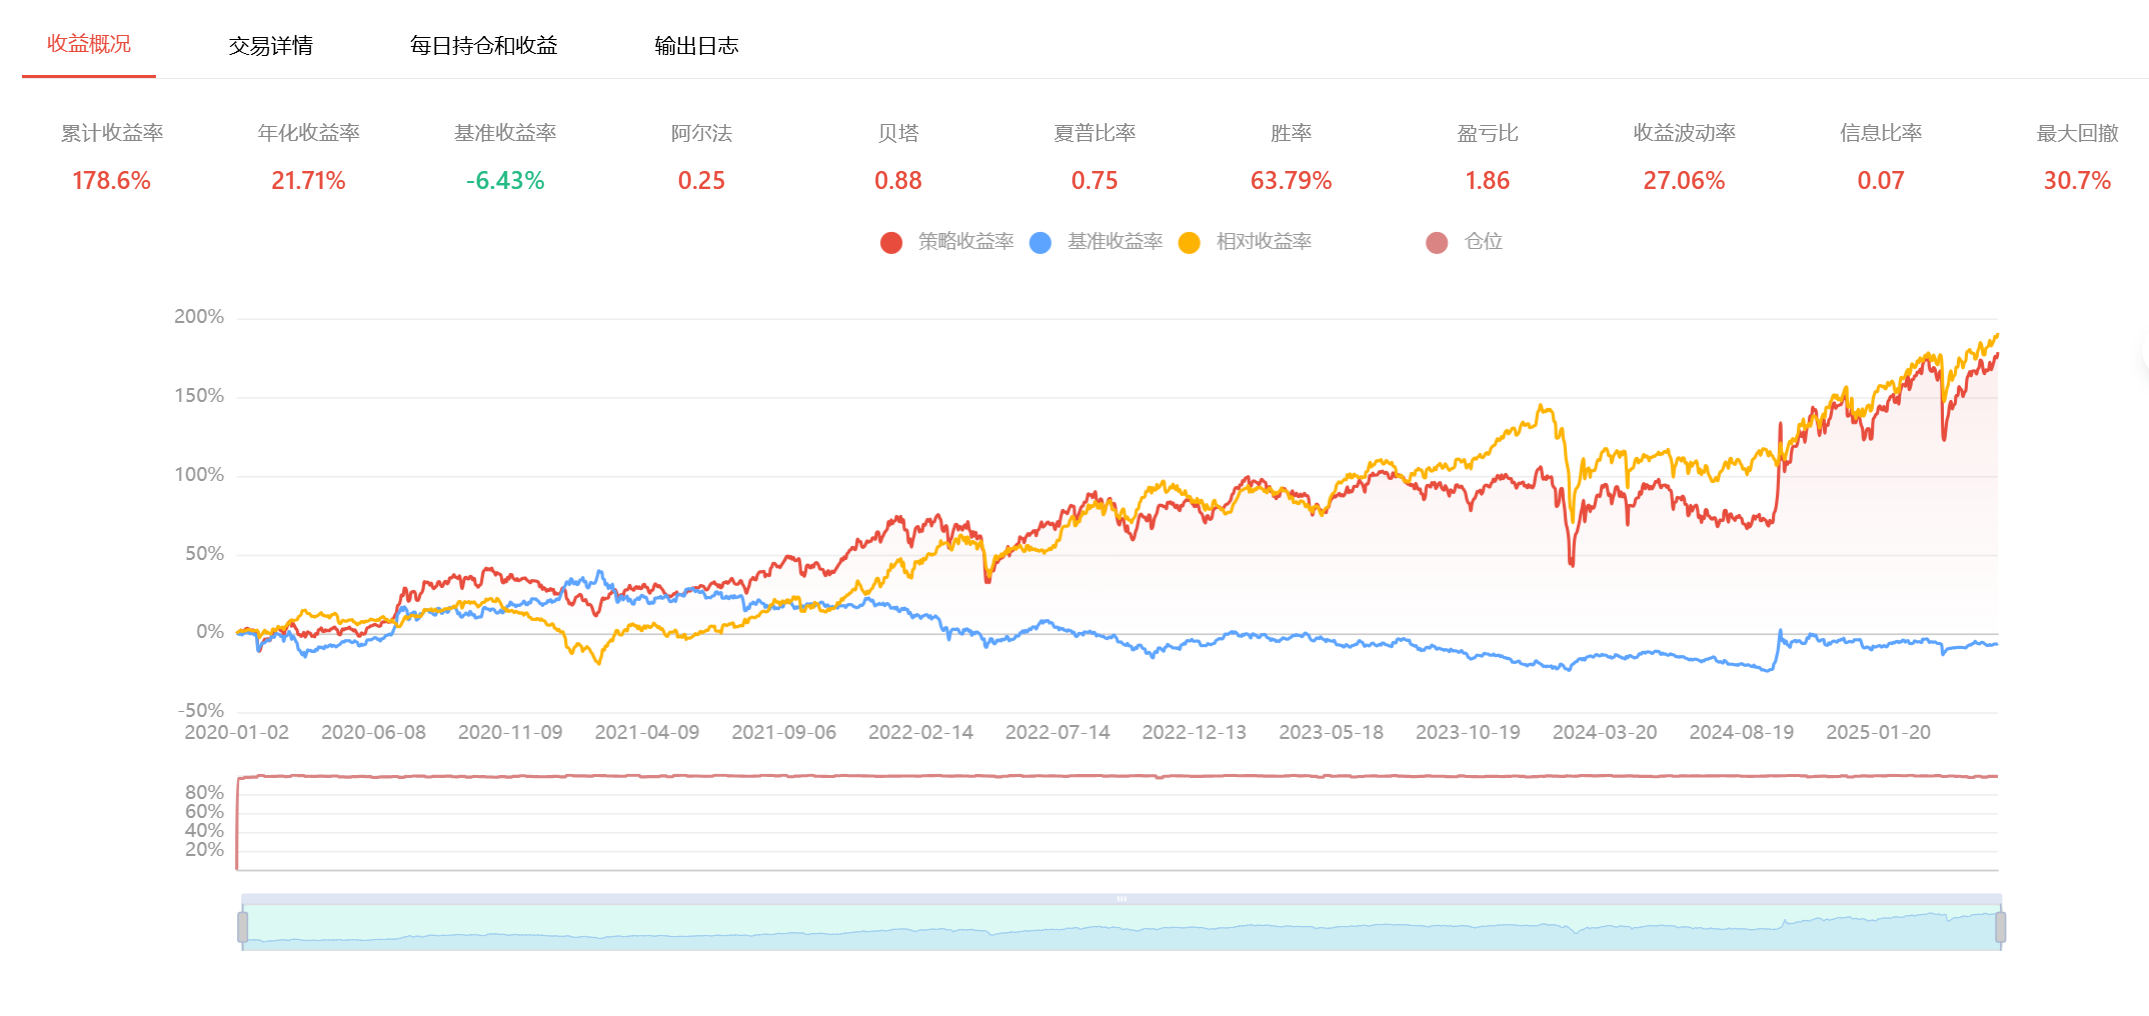 收益概况 交易详情 每日持仓和收益 输出日志
累计收益率 年化收益率 基准收益率 阿尔法 贝塔 夏普比率 胜率 盈亏比 收益波动率 信息比率 最大回撤
178.6% 21.71% -6.43% 0.25 0.88 0.75 63.79% 1.86 27.06% 0.07 30.7%
策略收益率 基准收益率 相对收益率 仓位
200%
150%
100%
50%
0%
-50%
2020-01-02 2020-06-08 2020-11-09 2021-04-09 2021-09-06 2022-02-14 2022-07-14 2022-12-13 2023-05-18 2023-10-19 2024-03-20 2024-08-19 2025-01-20
80%
60%
40%
20%